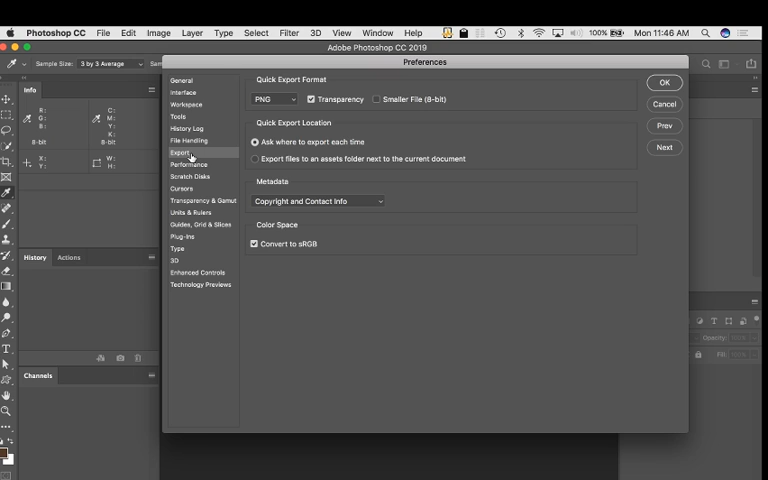 Photoshop CC File Edit Image Layer Type Select Filter 3D View Window Help 100% Mon 11:46 AM
Adobe Photoshop CC 2019
Sample Size: 3 by 3 Average
Preferences
Info
R:
G:
B:
8-bit
C:
M:
Y:
K:
8-bit
X:
Y:
W:
H:
History Actions
Channels
General
Interface
Workspace
Tools
History Log
File Handling
Export
Performance
Scratch Disks
Cursors
Transparency & Gamut
Units & Rulers
Guides, Grid & Slices
Plug-Ins
Type
3D
Enhanced Controls
Technology Previews
Quick Export Format
PNG Transparency Smaller File (8-bit)
Quick Export Location
Ask where to export each time
Export files to an assets folder next to the current document
Metadata
Copyright and Contact Info
Color Space
Convert to sRGB
OK
Cancel
Prev
Next
Opacity:
Fill: